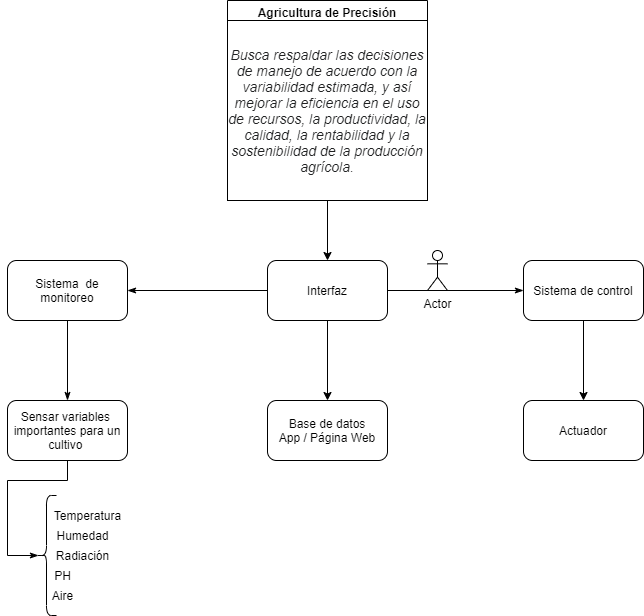 Agricultura de Precisión
Busca respaldar las decisiones
de manejo de acuerdo con la
variabilidad estimada, y así
mejorar la eficiencia en el uso
de recursos, la productividad, la
calidad, la rentabilidad y la
sostenibilidad de la producción
agrícola.
Sistema de
monitoreo
Interfaz
Actor
Sistema de control
Sensar variables
importantes para un
cultivo
Base de datos
App / Página Web
Actuador
Temperatura
Humedad
Radiación
PH
Aire